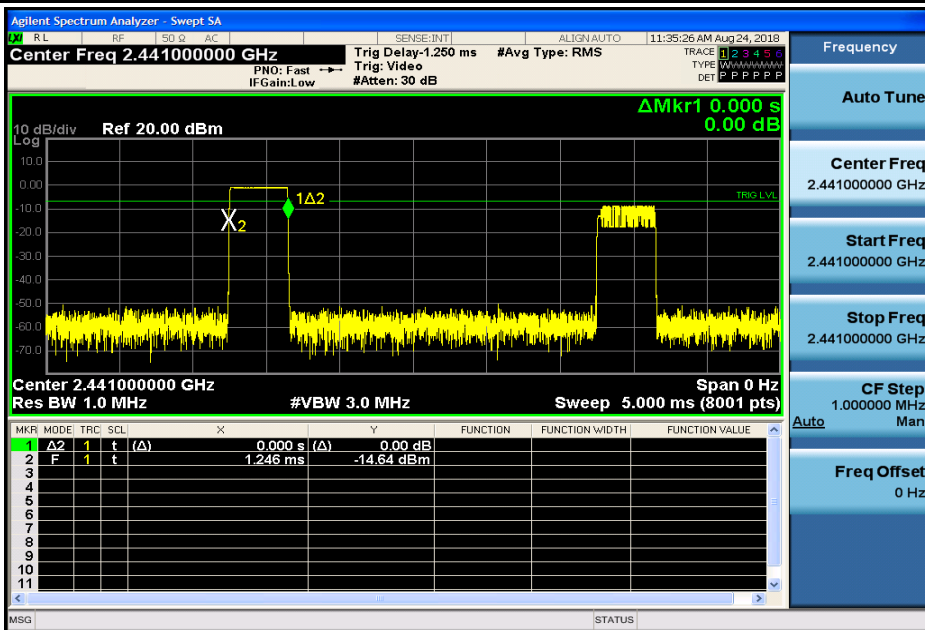 Agilent Spectrum Analyzer - Swept SA
LXI RL RF 50 Ω AC SENSE:INT ALIGN AUTO 11:35:26 AM Aug 24, 2018
Center Freq 2.441000000 GHz Trig Delay-1.250 ms #Avg Type: RMS TRACE 1 2 3 4 5 6
PNO: Fast Trig: Video TYPE
IFGain:Low #Atten: 30 dB DET P P P P P P
ΔMkr1 0.000 s
0.00 dB
10 dB/div Ref 20.00 dBm
Log
10.0
0.00
-10.0
-20.0
-30.0
-40.0
-50.0
-60.0
-70.0
TRIG LVL
1Δ2
X2
Center 2.441000000 GHz Span 0 Hz
Res BW 1.0 MHz #VBW 3.0 MHz Sweep 5.000 ms (8001 pts)
MKR MODE TRC SCL X Y FUNCTION FUNCTION WIDTH FUNCTION VALUE
1 Δ2 1 t (Δ) 0.000 s (Δ) 0.00 dB
2 F 1 t 1.246 ms -14.64 dBm
3
4
5
6
7
8
9
10
11
MSG STATUS
Frequency
Auto Tune
Center Freq
2.441000000 GHz
Start Freq
2.441000000 GHz
Stop Freq
2.441000000 GHz
CF Step
1.000000 MHz
Auto Man
Freq Offset
0 Hz